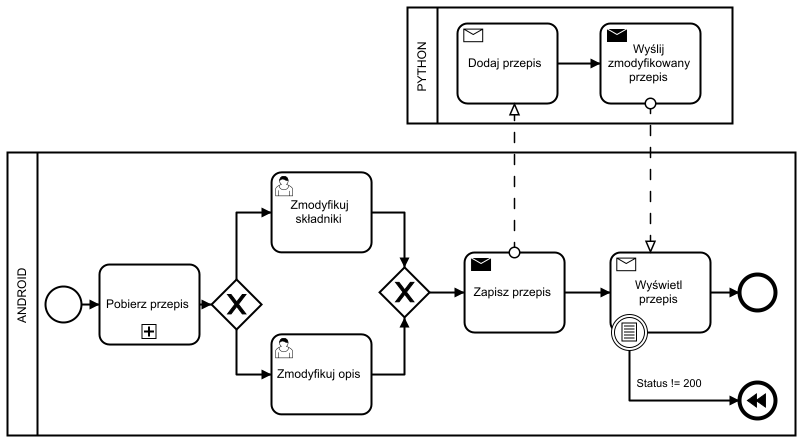 PYTHON
Dodaj przepis
Wyślij
zmodyfikowany
przepis
ANDROID
Pobierz przepis
X
Zmodyfikuj
składniki
Zmodyfikuj opis
X
Zapisz przepis
Wyświetl
przepis
Status != 200